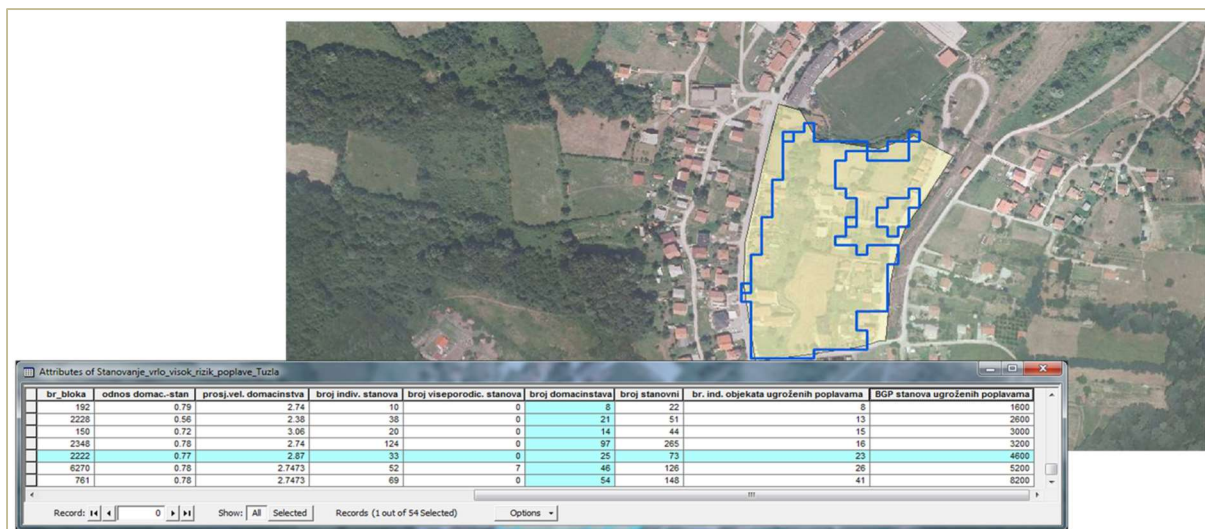 Attributes of Stanovanje_vrlo_visok_rizik_poplave_Tuzla
br_bloka odnos domac.-stan prosj.vel. domacinstva broj indiv. stanova broj viseporodic. stanova broj domacinstava broj stanovni br. ind. objekata ugroženih poplavama BGP stanova ugroženih poplavama
192 0.79 2.74 10 0 8 22 8 1600
2228 0.56 2.38 38 0 21 51 13 2600
150 0.72 3.06 20 0 14 44 15 3000
2348 0.78 2.74 124 0 97 265 16 3200
2222 0.77 2.87 33 0 25 73 23 4600
6270 0.78 2.7473 52 7 46 126 26 5200
761 0.78 2.7473 69 0 54 148 41 8200
Record: 0 Show: All Selected Records (1 out of 54 Selected) Options